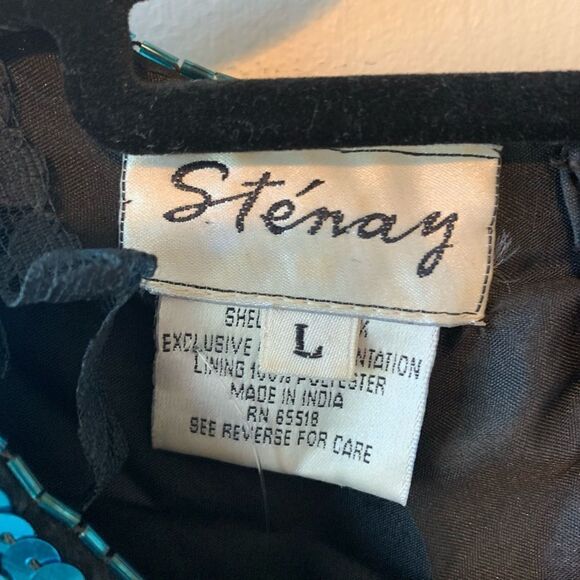 Sténay
L
SHEL K
EXCLUSIVE NTATION
LINING 100% POLYESTER
MADE IN INDIA
RN 65518
SEE REVERSE FOR CARE